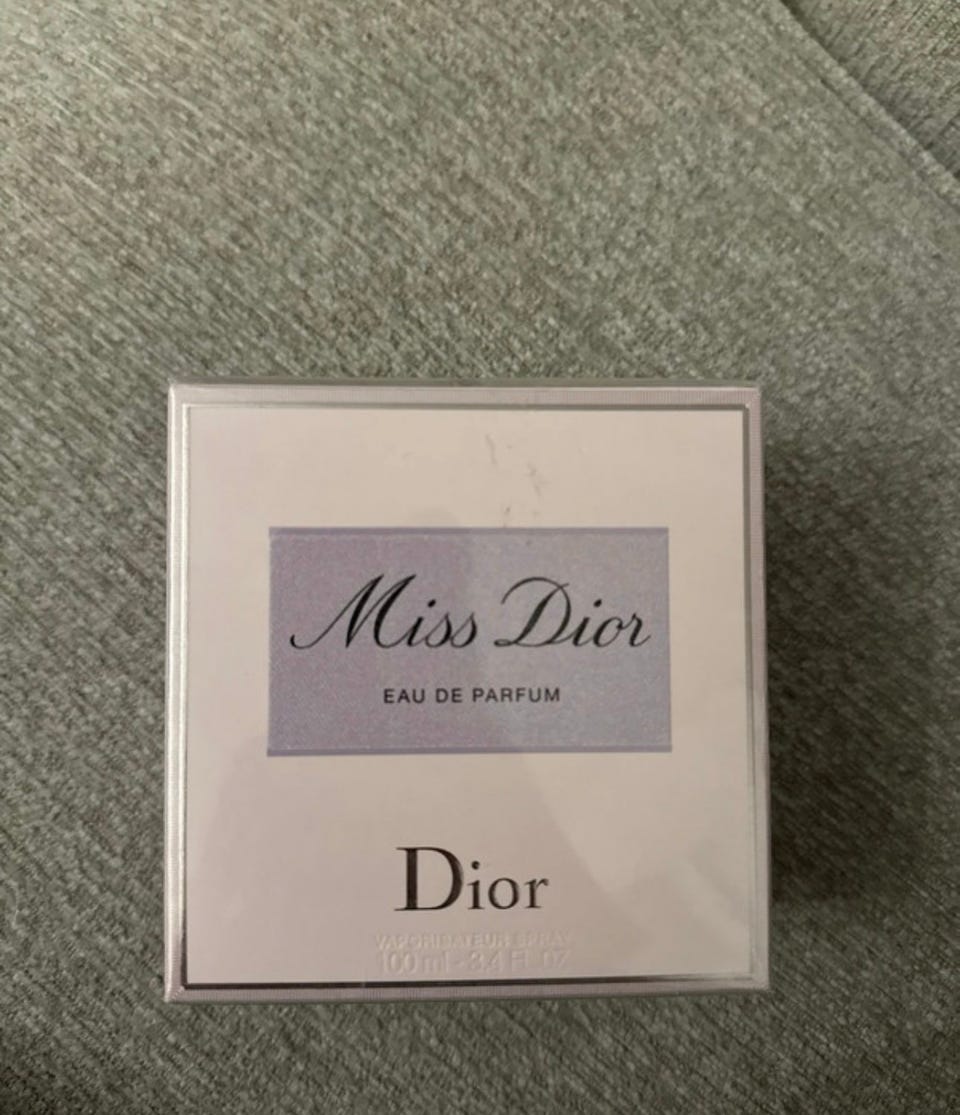 Miss Dior
EAU DE PARFUM
Dior
VAPORISATEUR SPRAY
100 ml - 3.4 Fl. oz